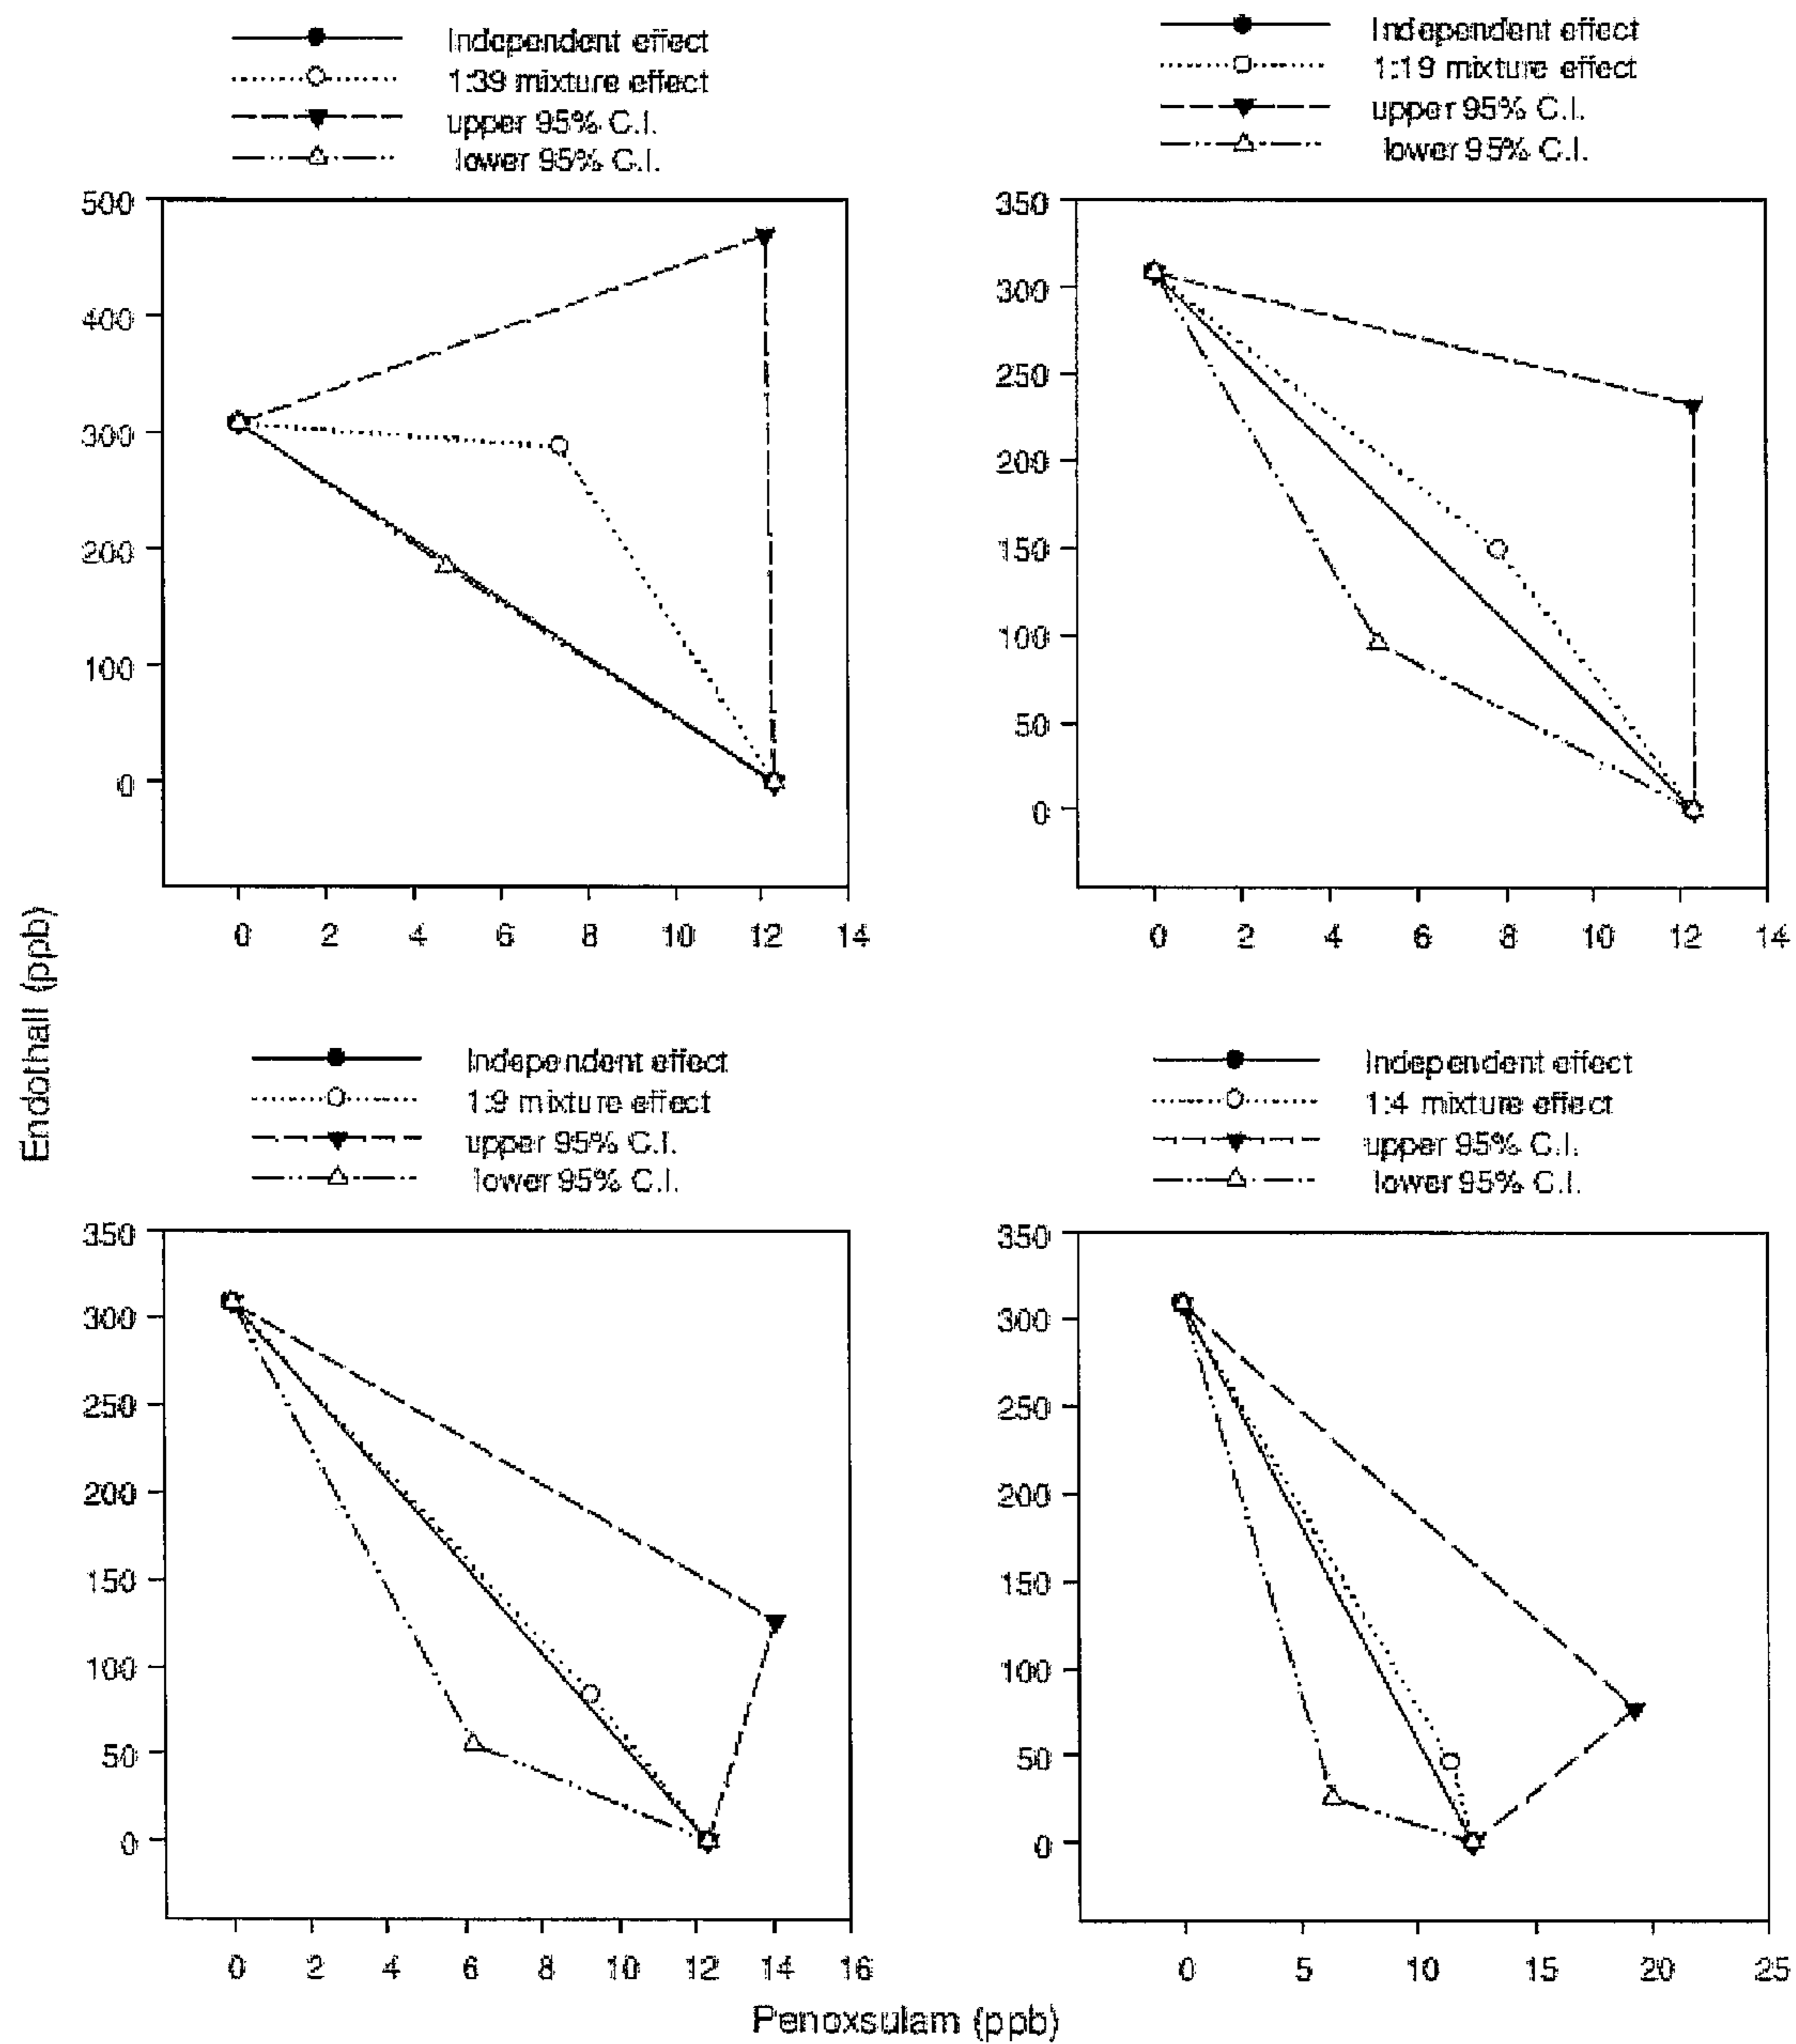 Independent effect
1:39 mixture effect
upper 95% C.I.
lower 95% C.I.
Independent effect
1:19 mixture effect
upper 95% C.I.
lower 95% C.I.
500
400
300
200
100
0
0 2 4 6 8 10 12 14
350
300
250
200
150
100
50
0
0 2 4 6 8 10 12 14
Endothall (ppb)
Independent effect
1:9 mixture effect
upper 95% C.I.
lower 95% C.I.
Independent effect
1:4 mixture effect
upper 95% C.I.
lower 95% C.I.
350
300
250
200
150
100
50
0
0 2 4 6 8 10 12 14 16
350
300
250
200
150
100
50
0
0 5 10 15 20 25
Penoxsulam (ppb)